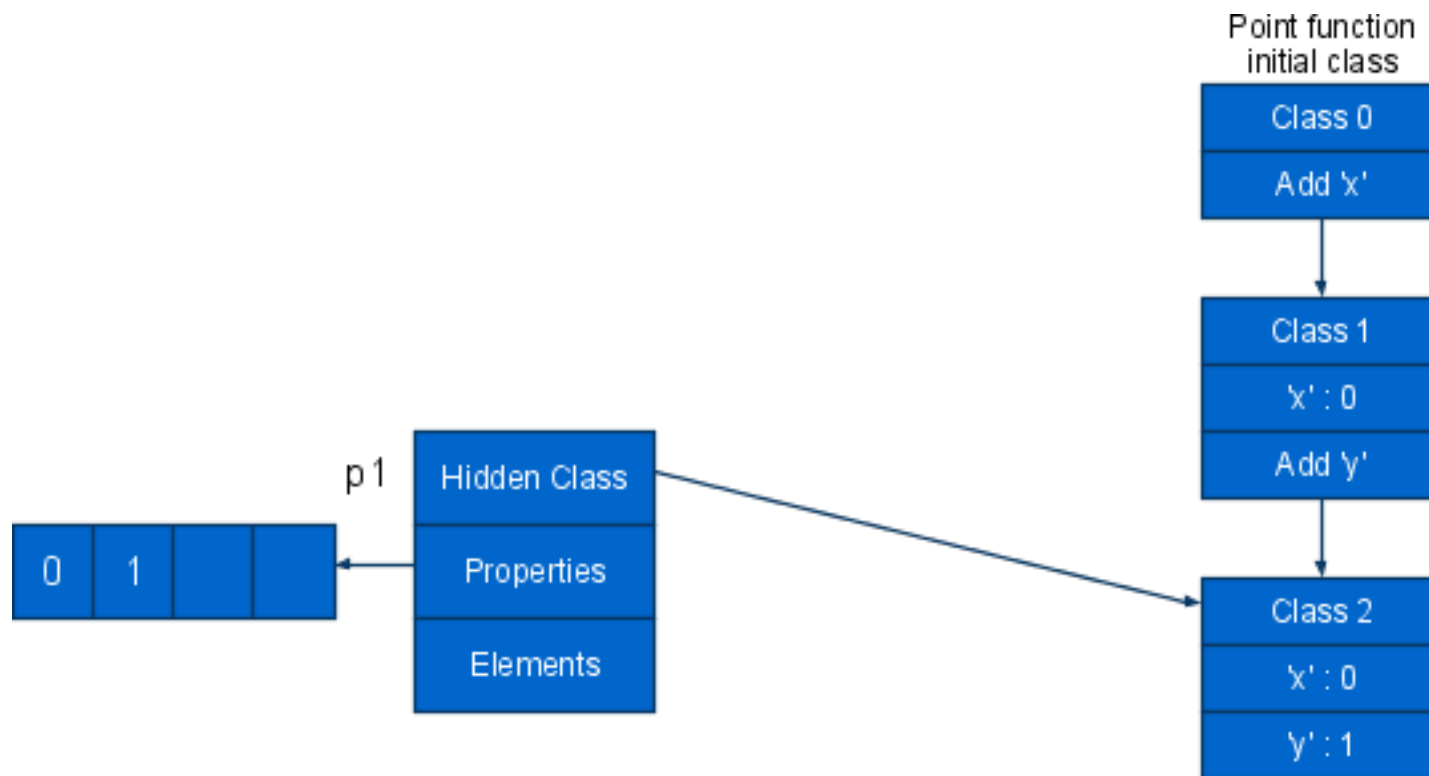 Point function
initial class
Class 0
Add 'x'
Class 1
'x' : 0
Add 'y'
p1
Hidden Class
0 1
Properties
Elements
Class 2
'x' : 0
'y' : 1